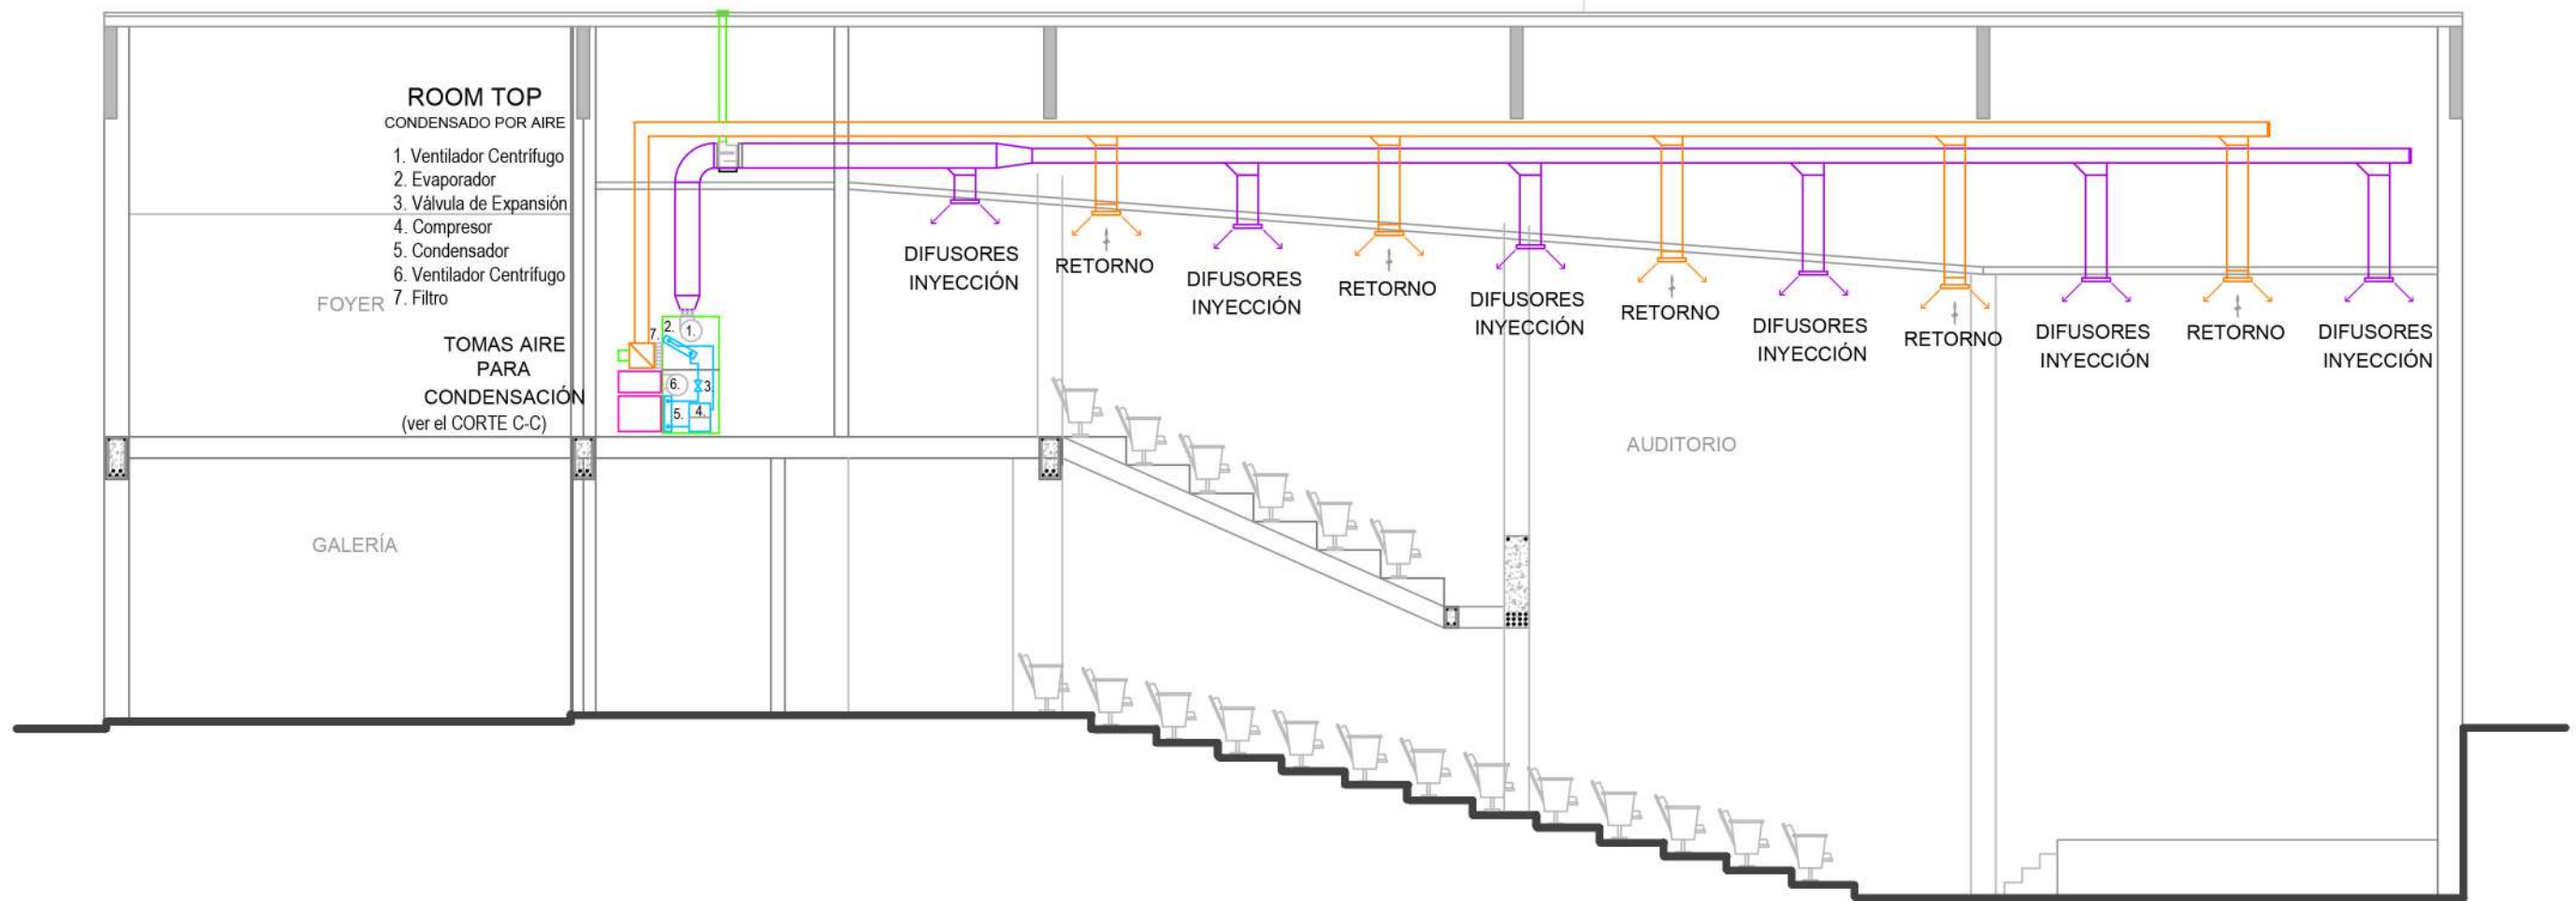 ROOM TOP
CONDENSADO POR AIRE
1. Ventilador Centrífugo
2. Evaporador
3. Válvula de Expansión
4. Compresor
5. Condensador
6. Ventilador Centrífugo
7. Filtro
FOYER
TOMAS AIRE
PARA
CONDENSACIÓN
(ver el CORTE C-C)
2.
1.
7.
6.
3.
5.
4.
DIFUSORES
INYECCIÓN
RETORNO
DIFUSORES
INYECCIÓN
RETORNO
DIFUSORES
INYECCIÓN
RETORNO
DIFUSORES
INYECCIÓN
RETORNO
DIFUSORES
INYECCIÓN
RETORNO
DIFUSORES
INYECCIÓN
AUDITORIO
GALERÍA